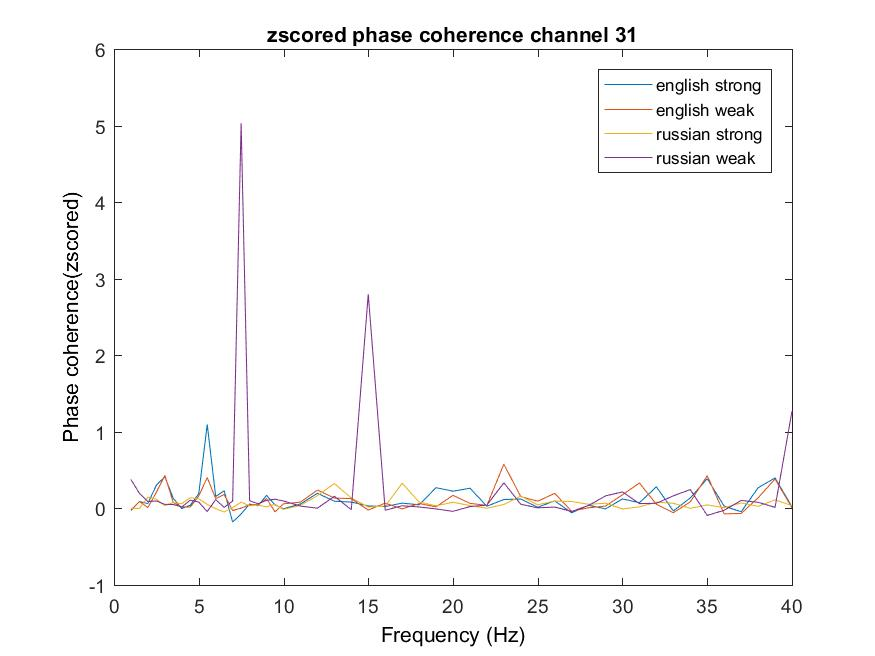 zscored phase coherence channel 31
english strong
english weak
russian strong
russian weak
Phase coherence(zscored)
6
5
4
3
2
1
0
-1
0 5 10 15 20 25 30 35 40
Frequency (Hz)